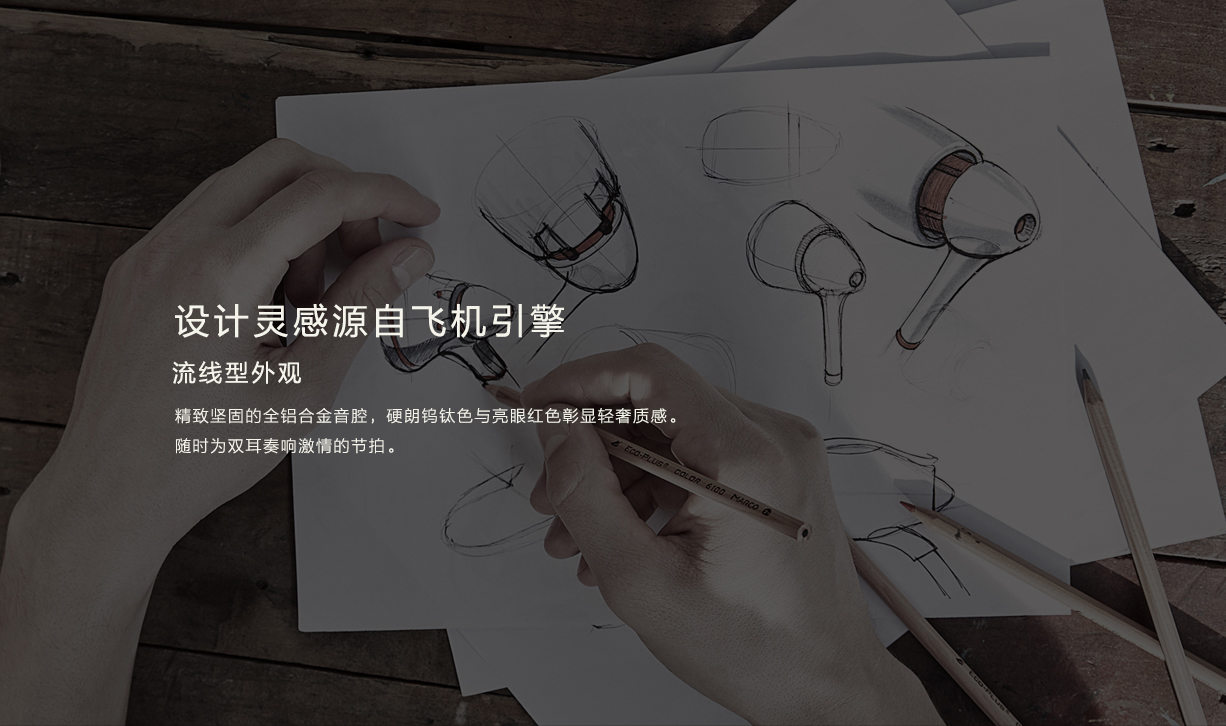 设计灵感源自飞机引擎
流线型外观
精致坚固的全铝合金音腔，硬朗钨钛色与亮眼红色彰显轻奢质感。
随时为双耳奏响激情的节拍。
ECO-PLUS® COLOR 6100 MARCO